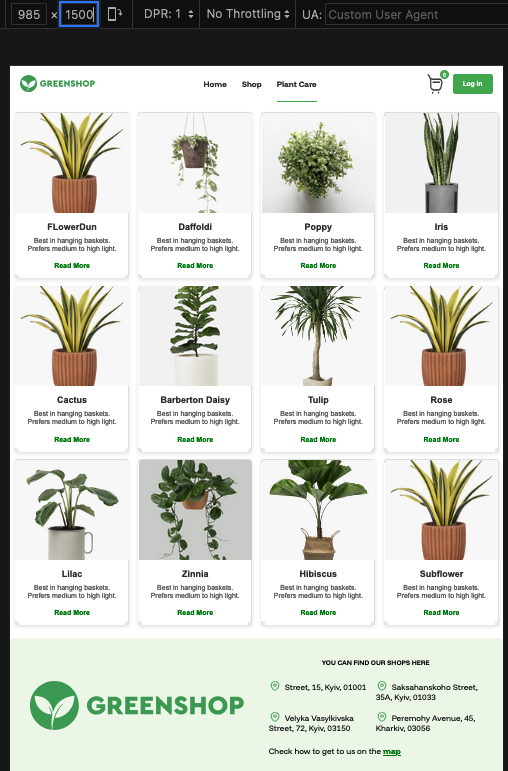 985 × 1500 DPR: 1 No Throttling UA: Custom User Agent
GREENSHOP Home Shop Plant Care 6 Log in
FLowerDun Daffoldi Poppy Iris
Best in hanging baskets. Best in hanging baskets. Best in hanging baskets. Best in hanging baskets.
Prefers medium to high light. Prefers medium to high light. Prefers medium to high light. Prefers medium to high light.
Read More Read More Read More Read More
Cactus Barberton Daisy Tulip Rose
Best in hanging baskets. Best in hanging baskets. Best in hanging baskets. Best in hanging baskets.
Prefers medium to high light. Prefers medium to high light. Prefers medium to high light. Prefers medium to high light.
Read More Read More Read More Read More
Lilac Zinnia Hibiscus Subflower
Best in hanging baskets. Best in hanging baskets. Best in hanging baskets. Best in hanging baskets.
Prefers medium to high light. Prefers medium to high light. Prefers medium to high light. Prefers medium to high light.
Read More Read More Read More Read More
YOU CAN FIND OUR SHOPS HERE
GREENSHOP
Street, 15, Kyiv, 01001
Saksahanskoho Street,
35A, Kyiv, 01033
Velyka Vasylkivska
Street, 72, Kyiv, 03150
Peremohy Avenue, 45,
Kharkiv, 03056
Check how to get to us on the map